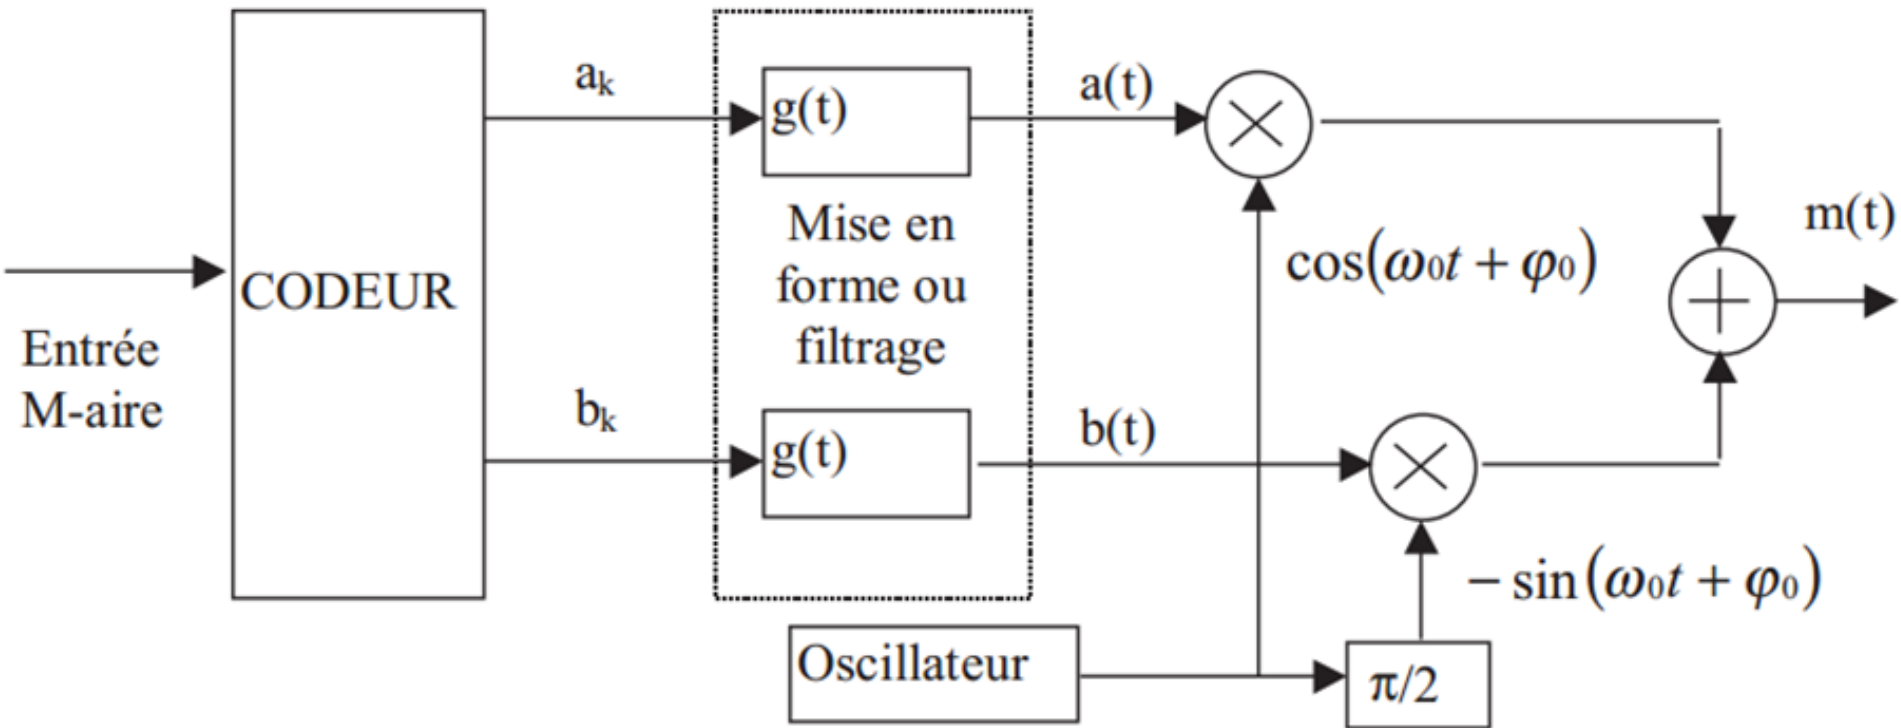 Entrée
M-aire
CODEUR
aₖ
bₖ
g(t)
Mise en
forme ou
filtrage
g(t)
a(t)
b(t)
cos(ω₀t + φ₀)
− sin(ω₀t + φ₀)
Oscillateur
π/2
m(t)